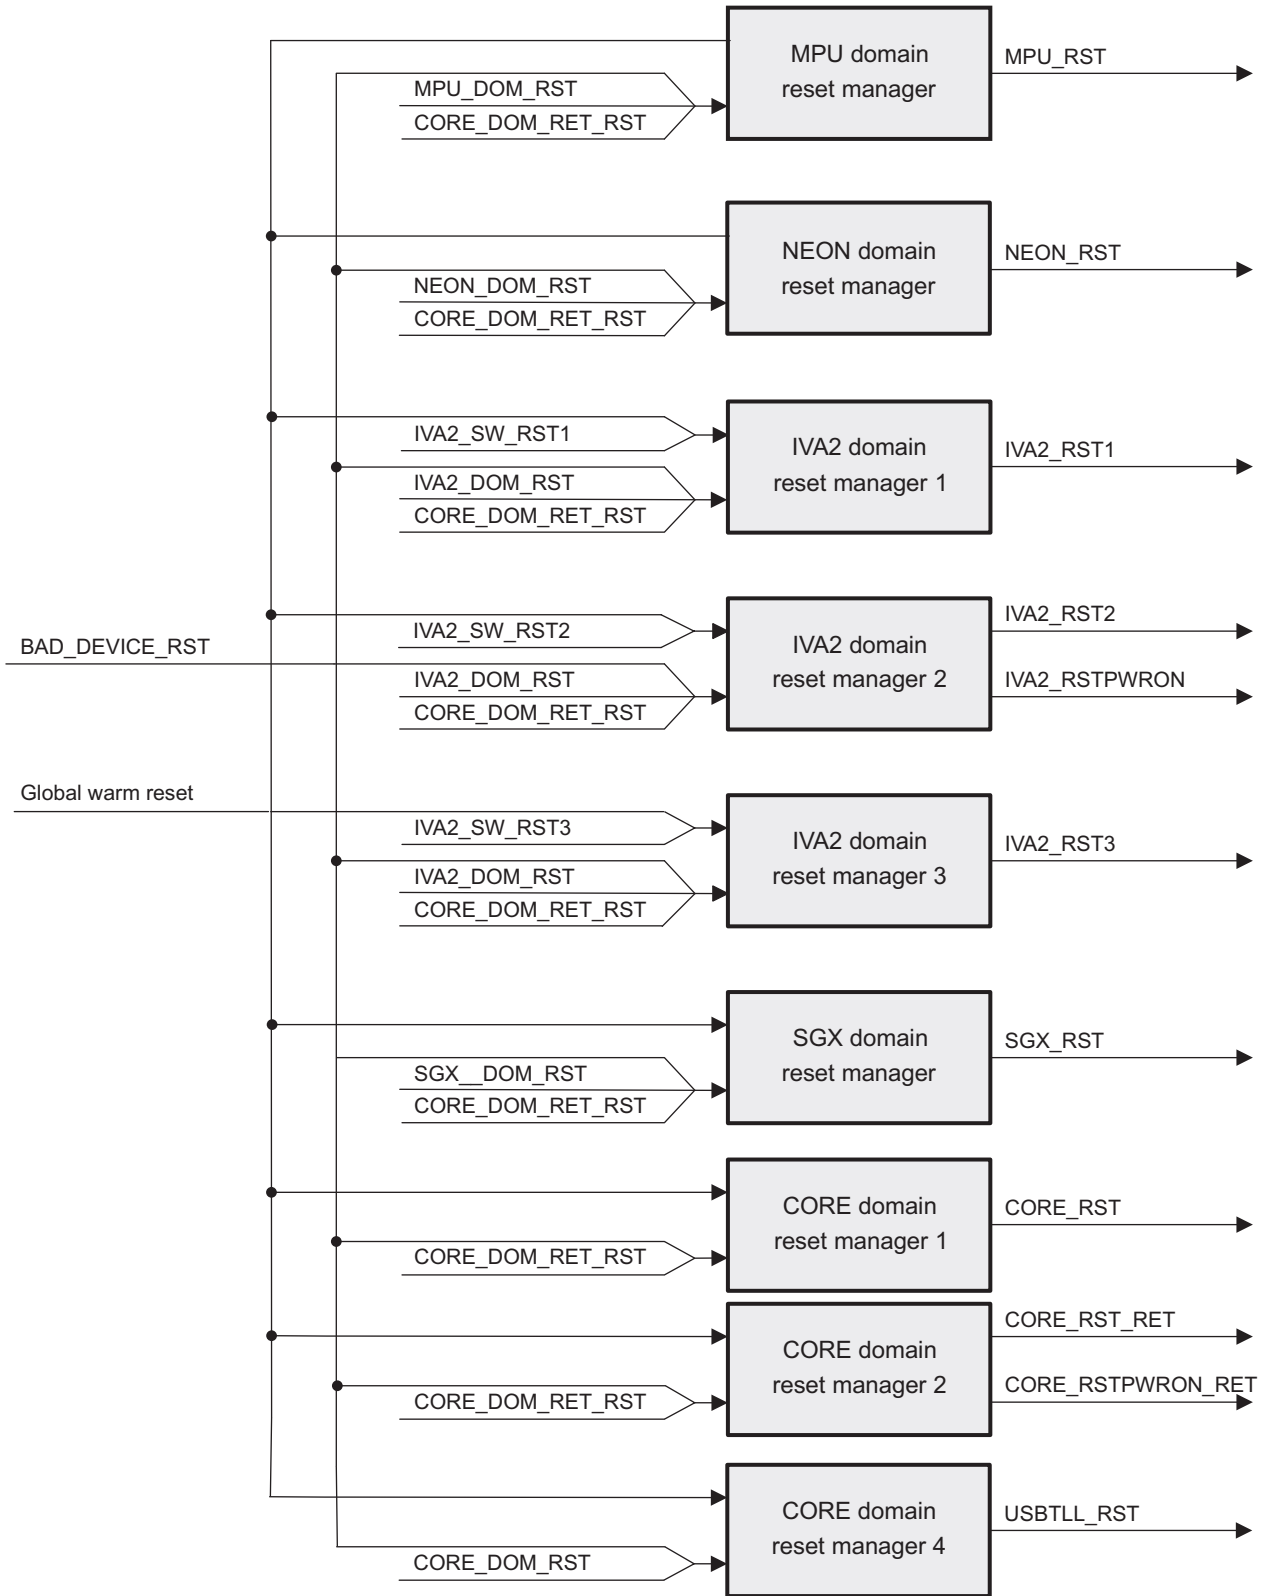 MPU domain
reset manager
MPU_RST
MPU_DOM_RST
CORE_DOM_RET_RST
NEON domain
reset manager
NEON_RST
NEON_DOM_RST
CORE_DOM_RET_RST
IVA2_SW_RST1
IVA2 domain
reset manager 1
IVA2_RST1
IVA2_DOM_RST
CORE_DOM_RET_RST
BAD_DEVICE_RST
IVA2_SW_RST2
IVA2 domain
reset manager 2
IVA2_RST2
IVA2_RSTPWRON
IVA2_DOM_RST
CORE_DOM_RET_RST
Global warm reset
IVA2_SW_RST3
IVA2 domain
reset manager 3
IVA2_RST3
IVA2_DOM_RST
CORE_DOM_RET_RST
SGX domain
reset manager
SGX_RST
SGX__DOM_RST
CORE_DOM_RET_RST
CORE domain
reset manager 1
CORE_RST
CORE_DOM_RET_RST
CORE domain
reset manager 2
CORE_RST_RET
CORE_RSTPWRON_RET
CORE_DOM_RET_RST
CORE domain
reset manager 4
USBTLL_RST
CORE_DOM_RST